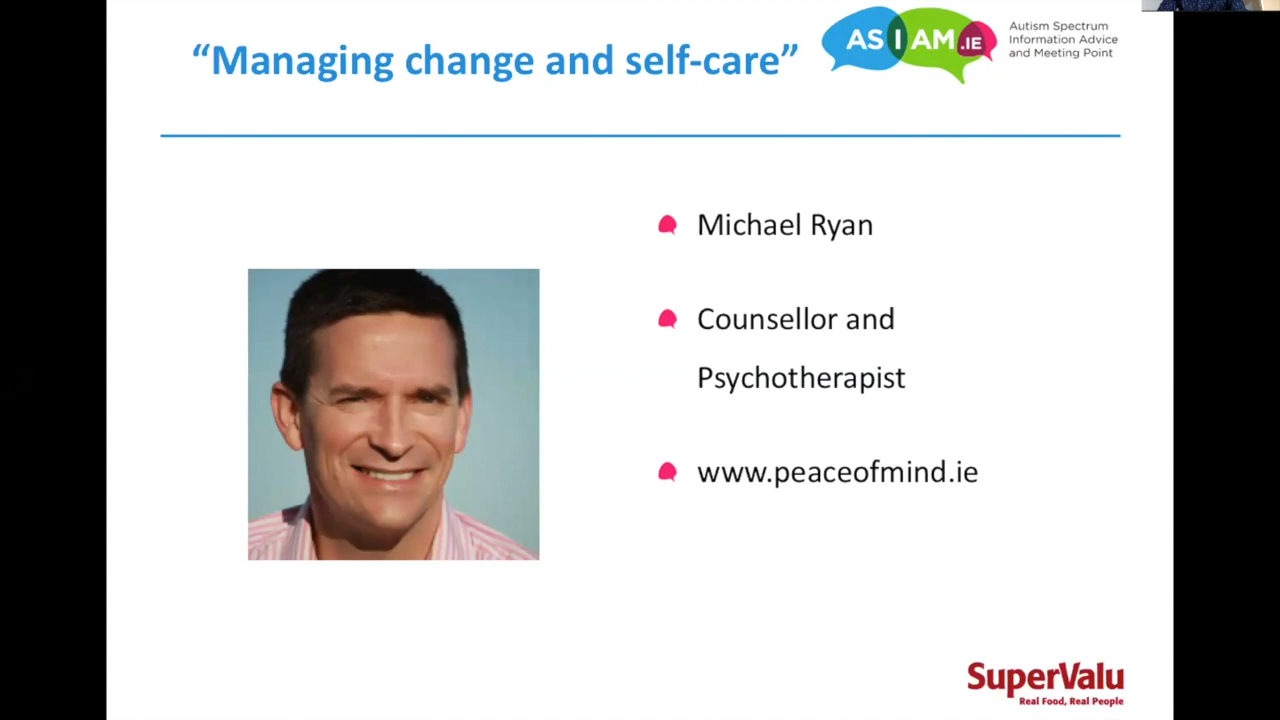 “Managing change and self-care”
AS I AM.IE
Autism Spectrum
Information Advice
and Meeting Point
Michael Ryan
Counsellor and
Psychotherapist
www.peaceofmind.ie
SuperValu
Real Food, Real People